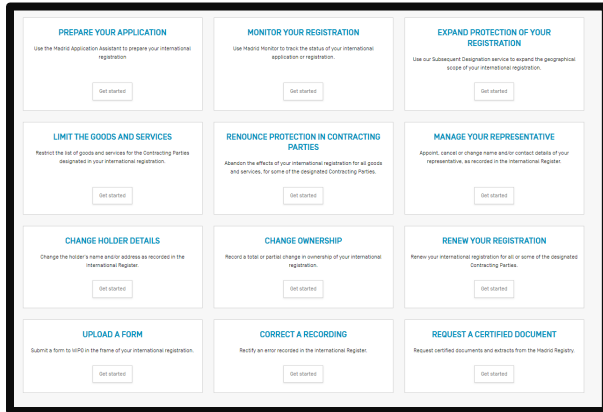 PREPARE YOUR APPLICATION
Use the Madrid Application Assistant to prepare your international
registration
Get started
MONITOR YOUR REGISTRATION
Use Madrid Monitor to track the status of your international
application or registration.
Get started
EXPAND PROTECTION OF YOUR
REGISTRATION
Use our Subsequent Designation service to expand the geographical
scope of your international registration.
Get started
LIMIT THE GOODS AND SERVICES
Restrict the list of goods and services for the Contracting Parties
designated in your international registration.
Get started
RENOUNCE PROTECTION IN CONTRACTING
PARTIES
Abandon the effects of your international registration for all goods
and services, for some of the designated Contracting Parties.
Get started
MANAGE YOUR REPRESENTATIVE
Appoint, cancel or change name and/or contact details of your
representative, as recorded in the International Register.
Get started
CHANGE HOLDER DETAILS
Change the holder's name and/or address as recorded in the
International Register.
Get started
CHANGE OWNERSHIP
Record a total or partial change in ownership of your international
registration.
Get started
RENEW YOUR REGISTRATION
Renew your international registration for all or some of the designated
Contracting Parties.
Get started
UPLOAD A FORM
Submit a form to WIPO in the frame of your international registration.
Get started
CORRECT A RECORDING
Rectify an error recorded in the International Register.
Get started
REQUEST A CERTIFIED DOCUMENT
Request certified documents and extracts from the Madrid Registry.
Get started